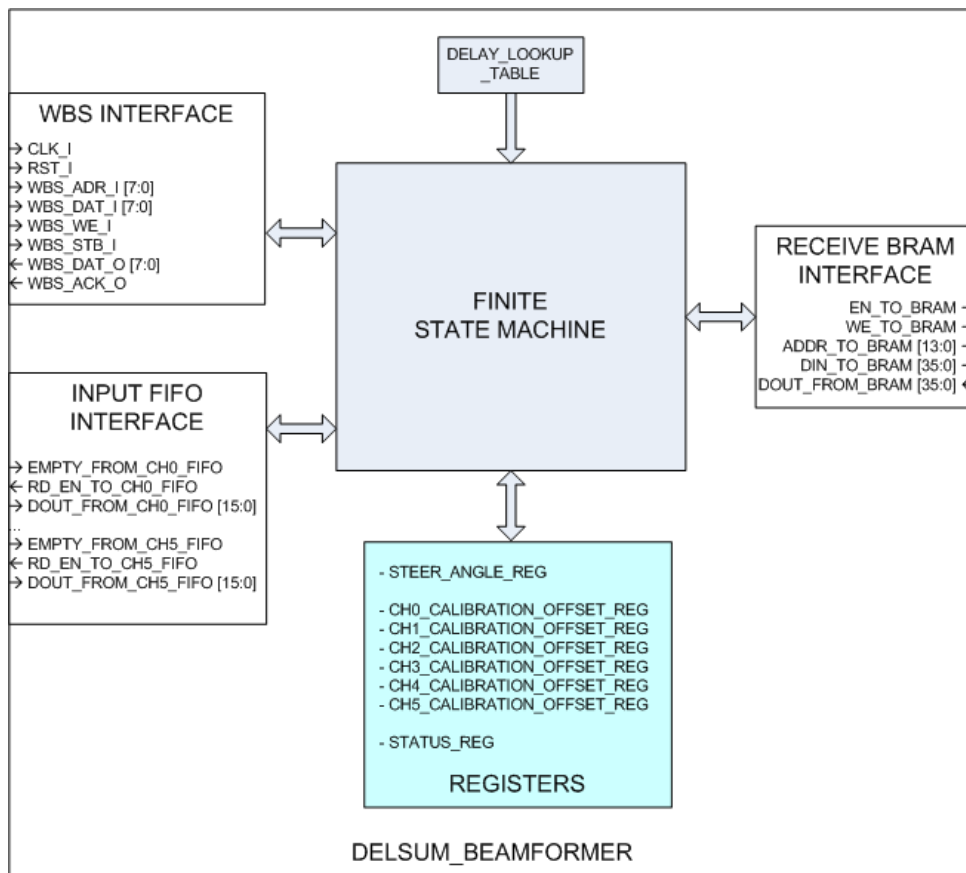 DELAY_LOOKUP
_TABLE
WBS INTERFACE
CLK_I
RST_I
WBS_ADR_I [7:0]
WBS_DAT_I [7:0]
WBS_WE_I
WBS_STB_I
WBS_DAT_O [7:0]
WBS_ACK_O
FINITE
STATE MACHINE
RECEIVE BRAM
INTERFACE
EN_TO_BRAM
WE_TO_BRAM
ADDR_TO_BRAM [13:0]
DIN_TO_BRAM [35:0]
DOUT_FROM_BRAM [35:0]
INPUT FIFO
INTERFACE
EMPTY_FROM_CH0_FIFO
RD_EN_TO_CH0_FIFO
DOUT_FROM_CH0_FIFO [15:0]
...
EMPTY_FROM_CH5_FIFO
RD_EN_TO_CH5_FIFO
DOUT_FROM_CH5_FIFO [15:0]
- STEER_ANGLE_REG
- CH0_CALIBRATION_OFFSET_REG
- CH1_CALIBRATION_OFFSET_REG
- CH2_CALIBRATION_OFFSET_REG
- CH3_CALIBRATION_OFFSET_REG
- CH4_CALIBRATION_OFFSET_REG
- CH5_CALIBRATION_OFFSET_REG
- STATUS_REG
REGISTERS
DELSUM_BEAMFORMER